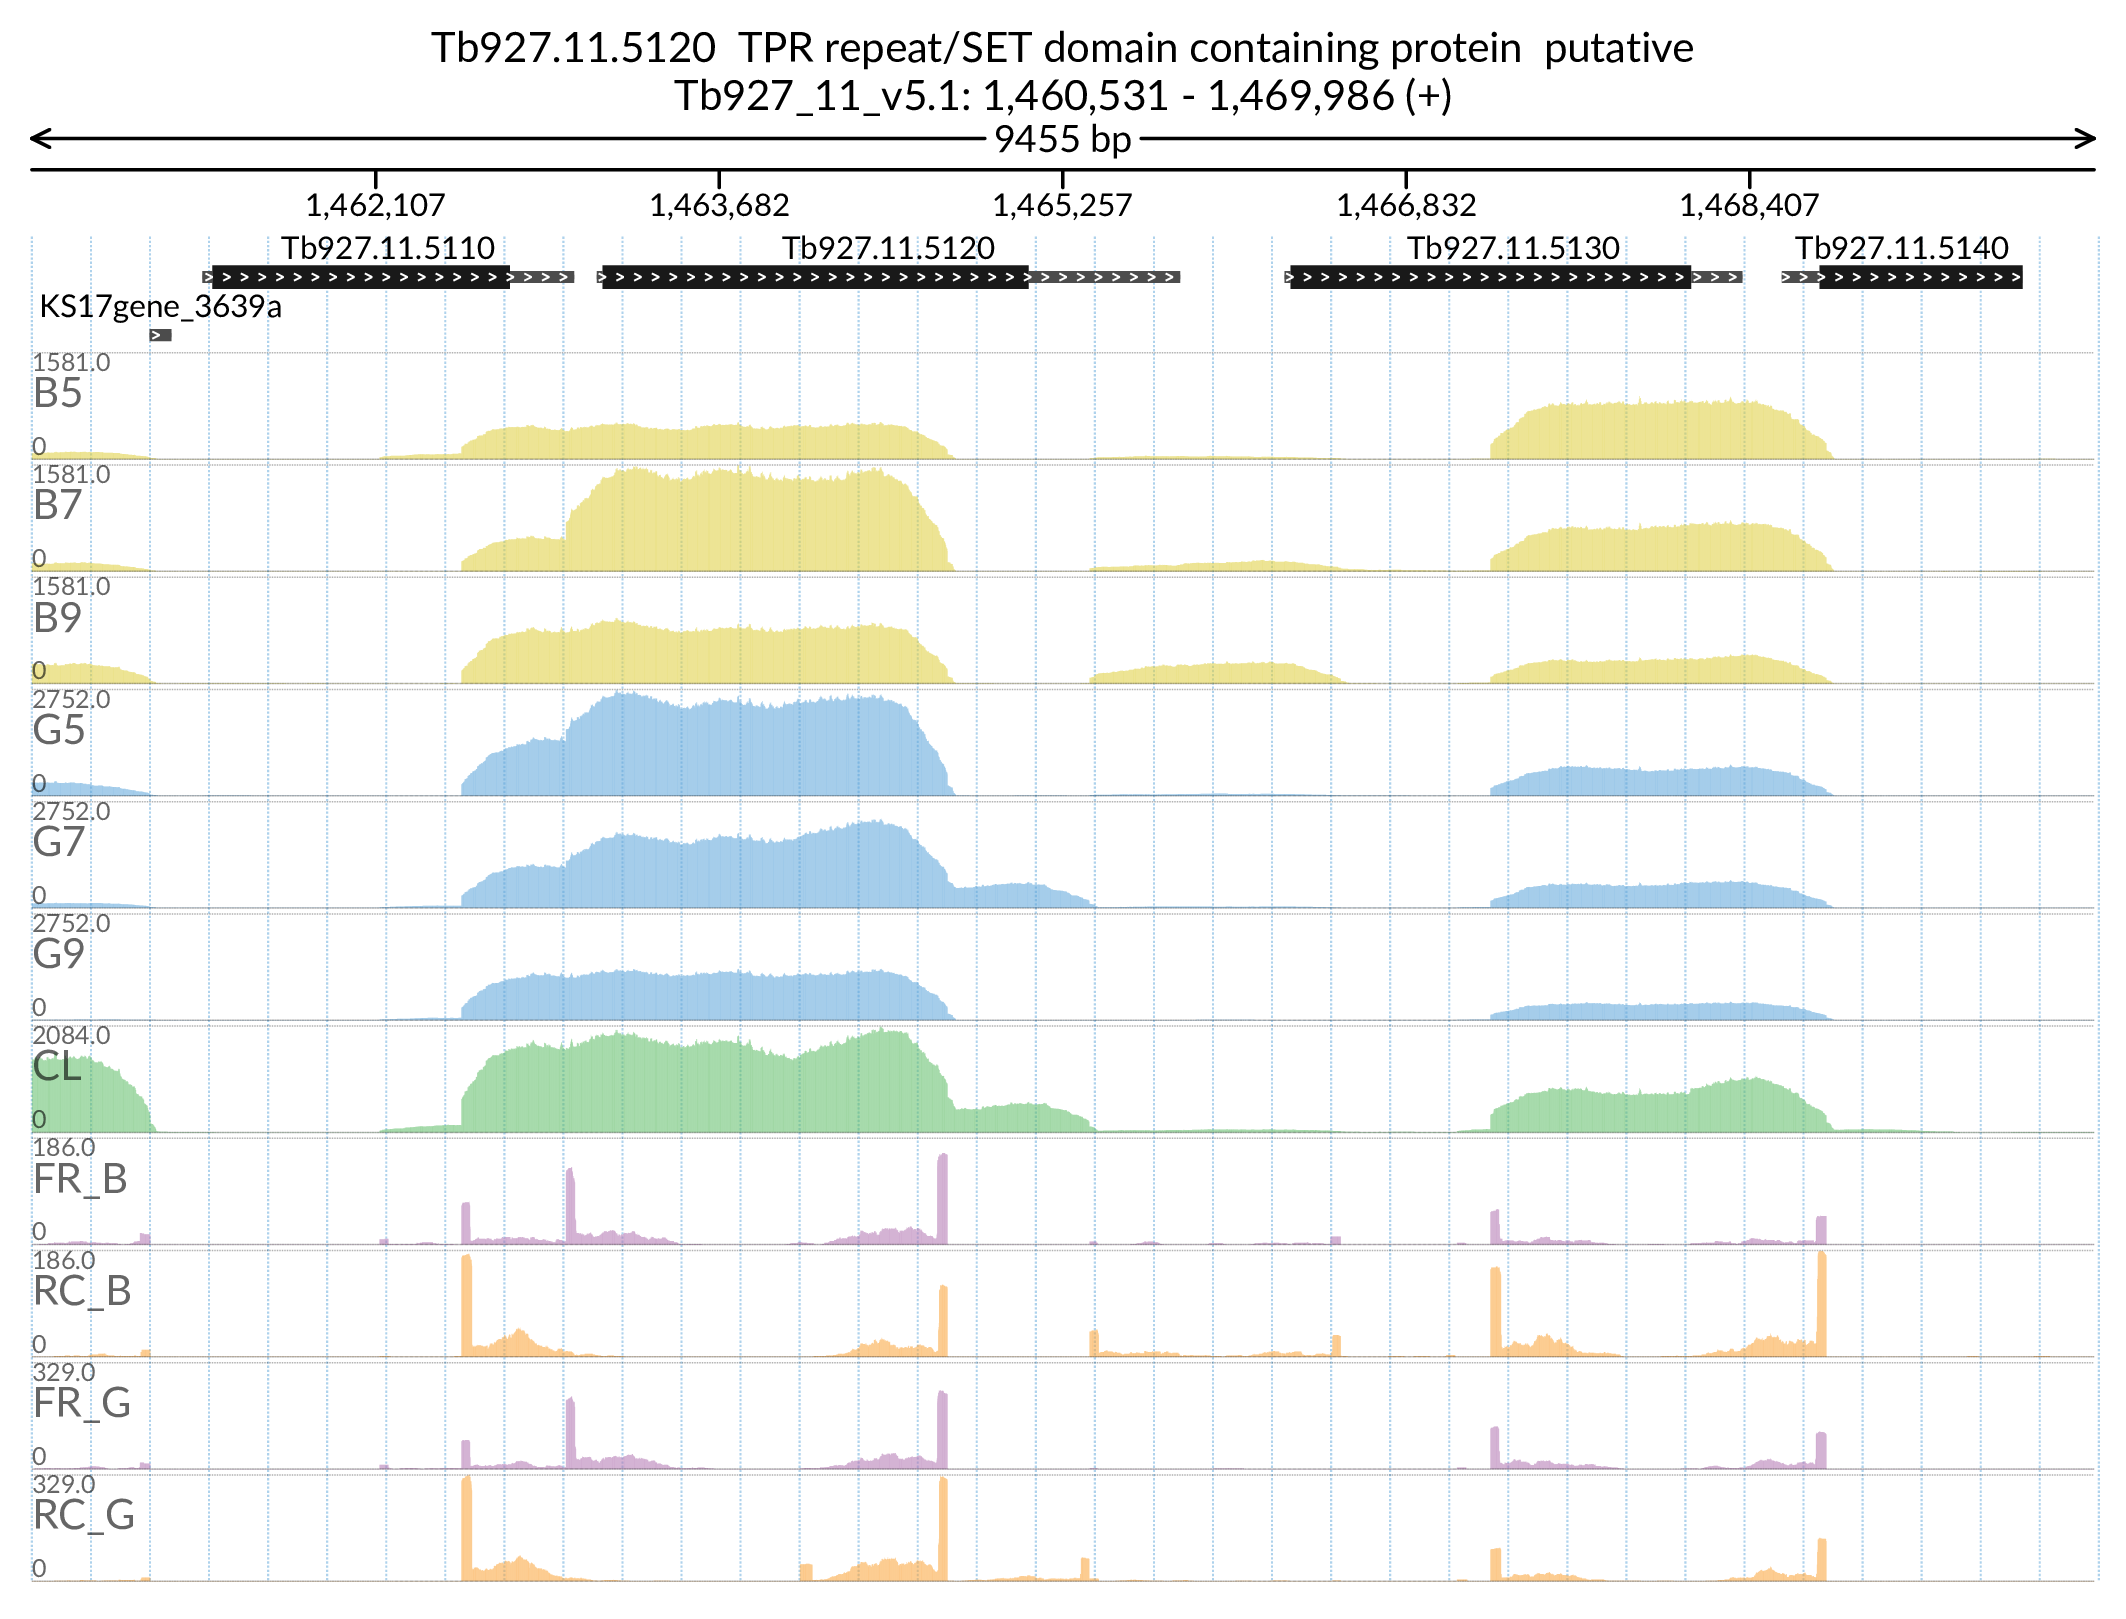 Tb927.11.5120  TPR repeat/SET domain containing protein  putative
Tb927_11_v5.1: 1,460,531 - 1,469,986 (+)
9455 bp
1,462,107 1,463,682 1,465,257 1,466,832 1,468,407
Tb927.11.5110 Tb927.11.5120 Tb927.11.5130 Tb927.11.5140
KS17gene_3639a
1581.0
B5
0
1581.0
B7
0
1581.0
B9
0
2752.0
G5
0
2752.0
G7
0
2752.0
G9
0
2084.0
CL
0
186.0
FR_B
0
186.0
RC_B
0
329.0
FR_G
0
329.0
RC_G
0